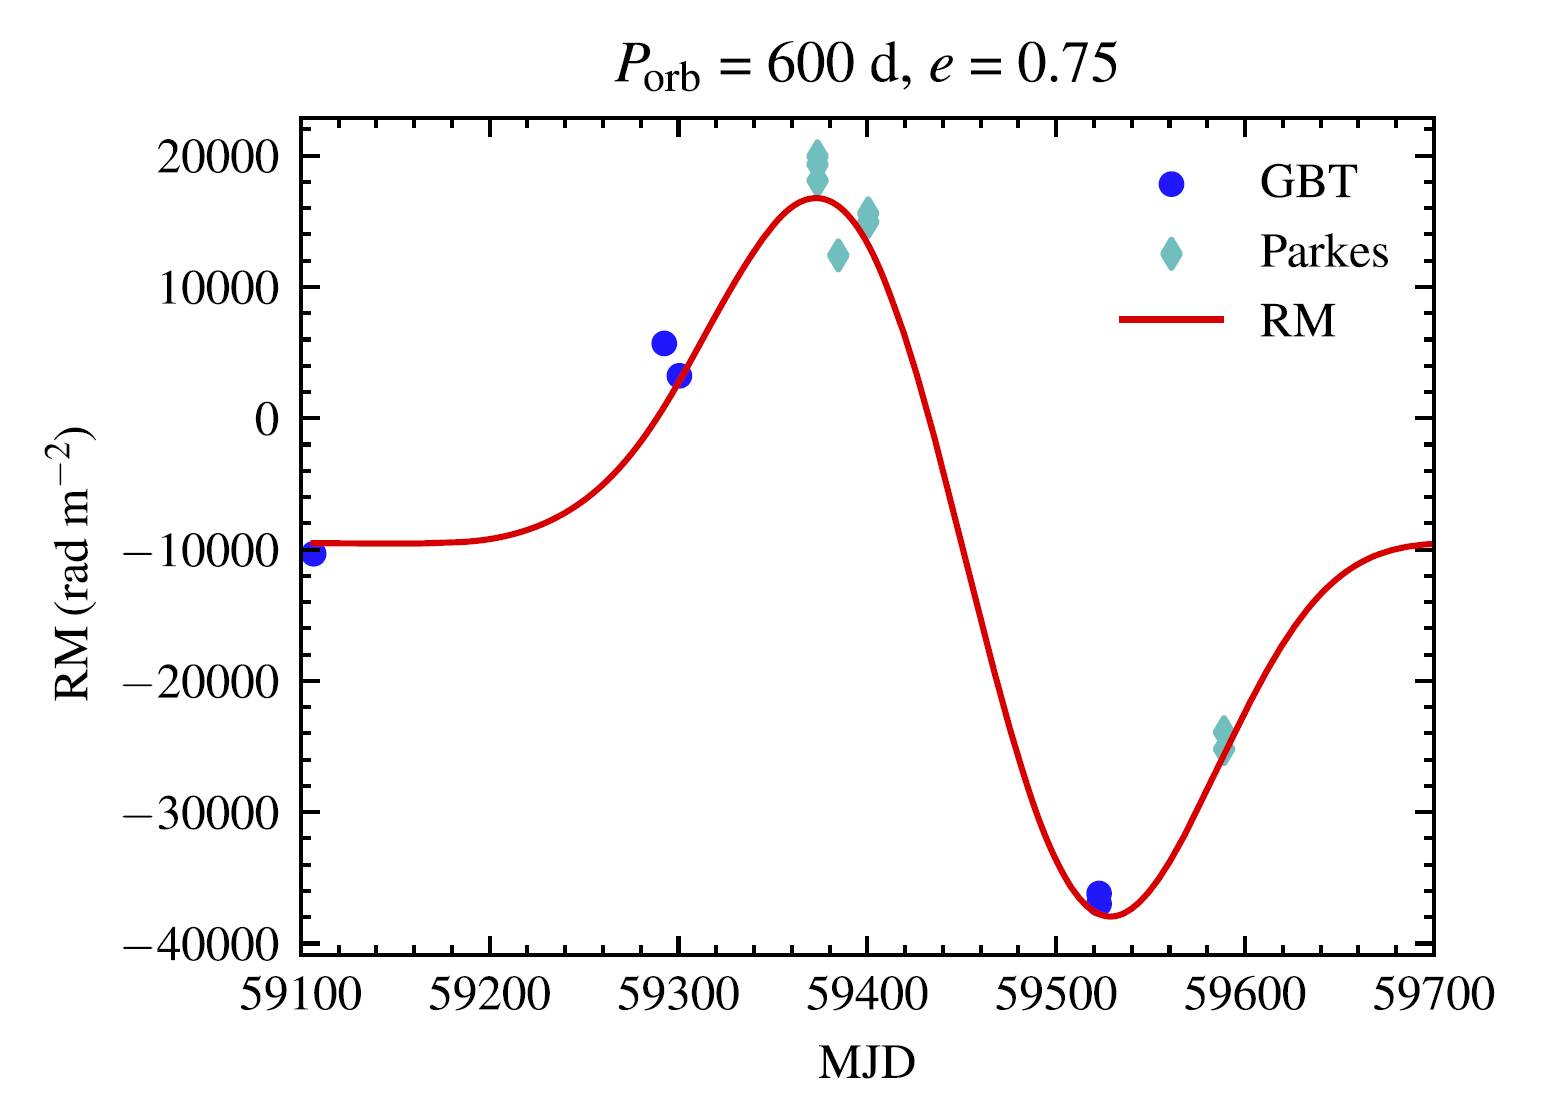 P_orb = 600 d, e = 0.75
20000
10000
0
−10000
−20000
−30000
−40000
RM (rad m⁻²)
GBT
Parkes
RM
59100 59200 59300 59400 59500 59600 59700
MJD